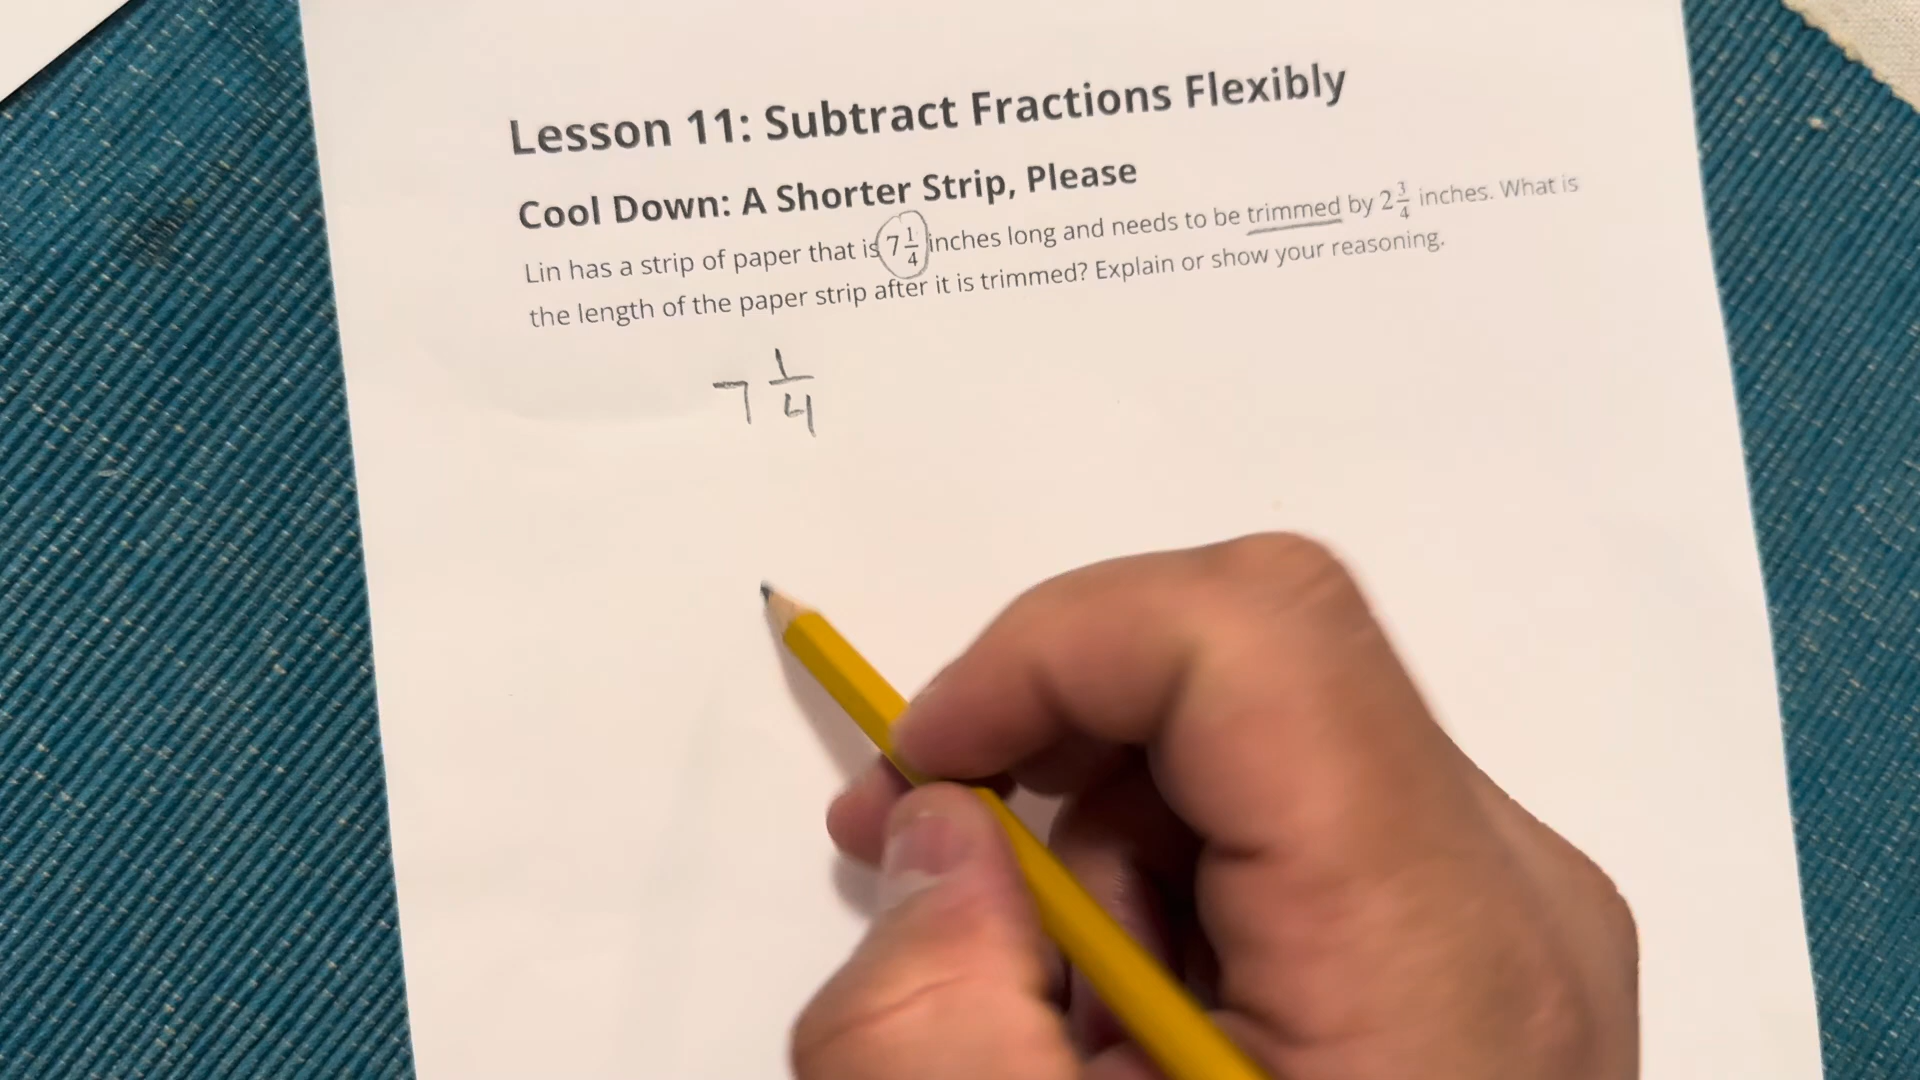 Lesson 11: Subtract Fractions Flexibly
Cool Down: A Shorter Strip, Please
Lin has a strip of paper that is 7 1/4 inches long and needs to be trimmed by 2 3/4 inches. What is
the length of the paper strip after it is trimmed? Explain or show your reasoning.
7 1/4